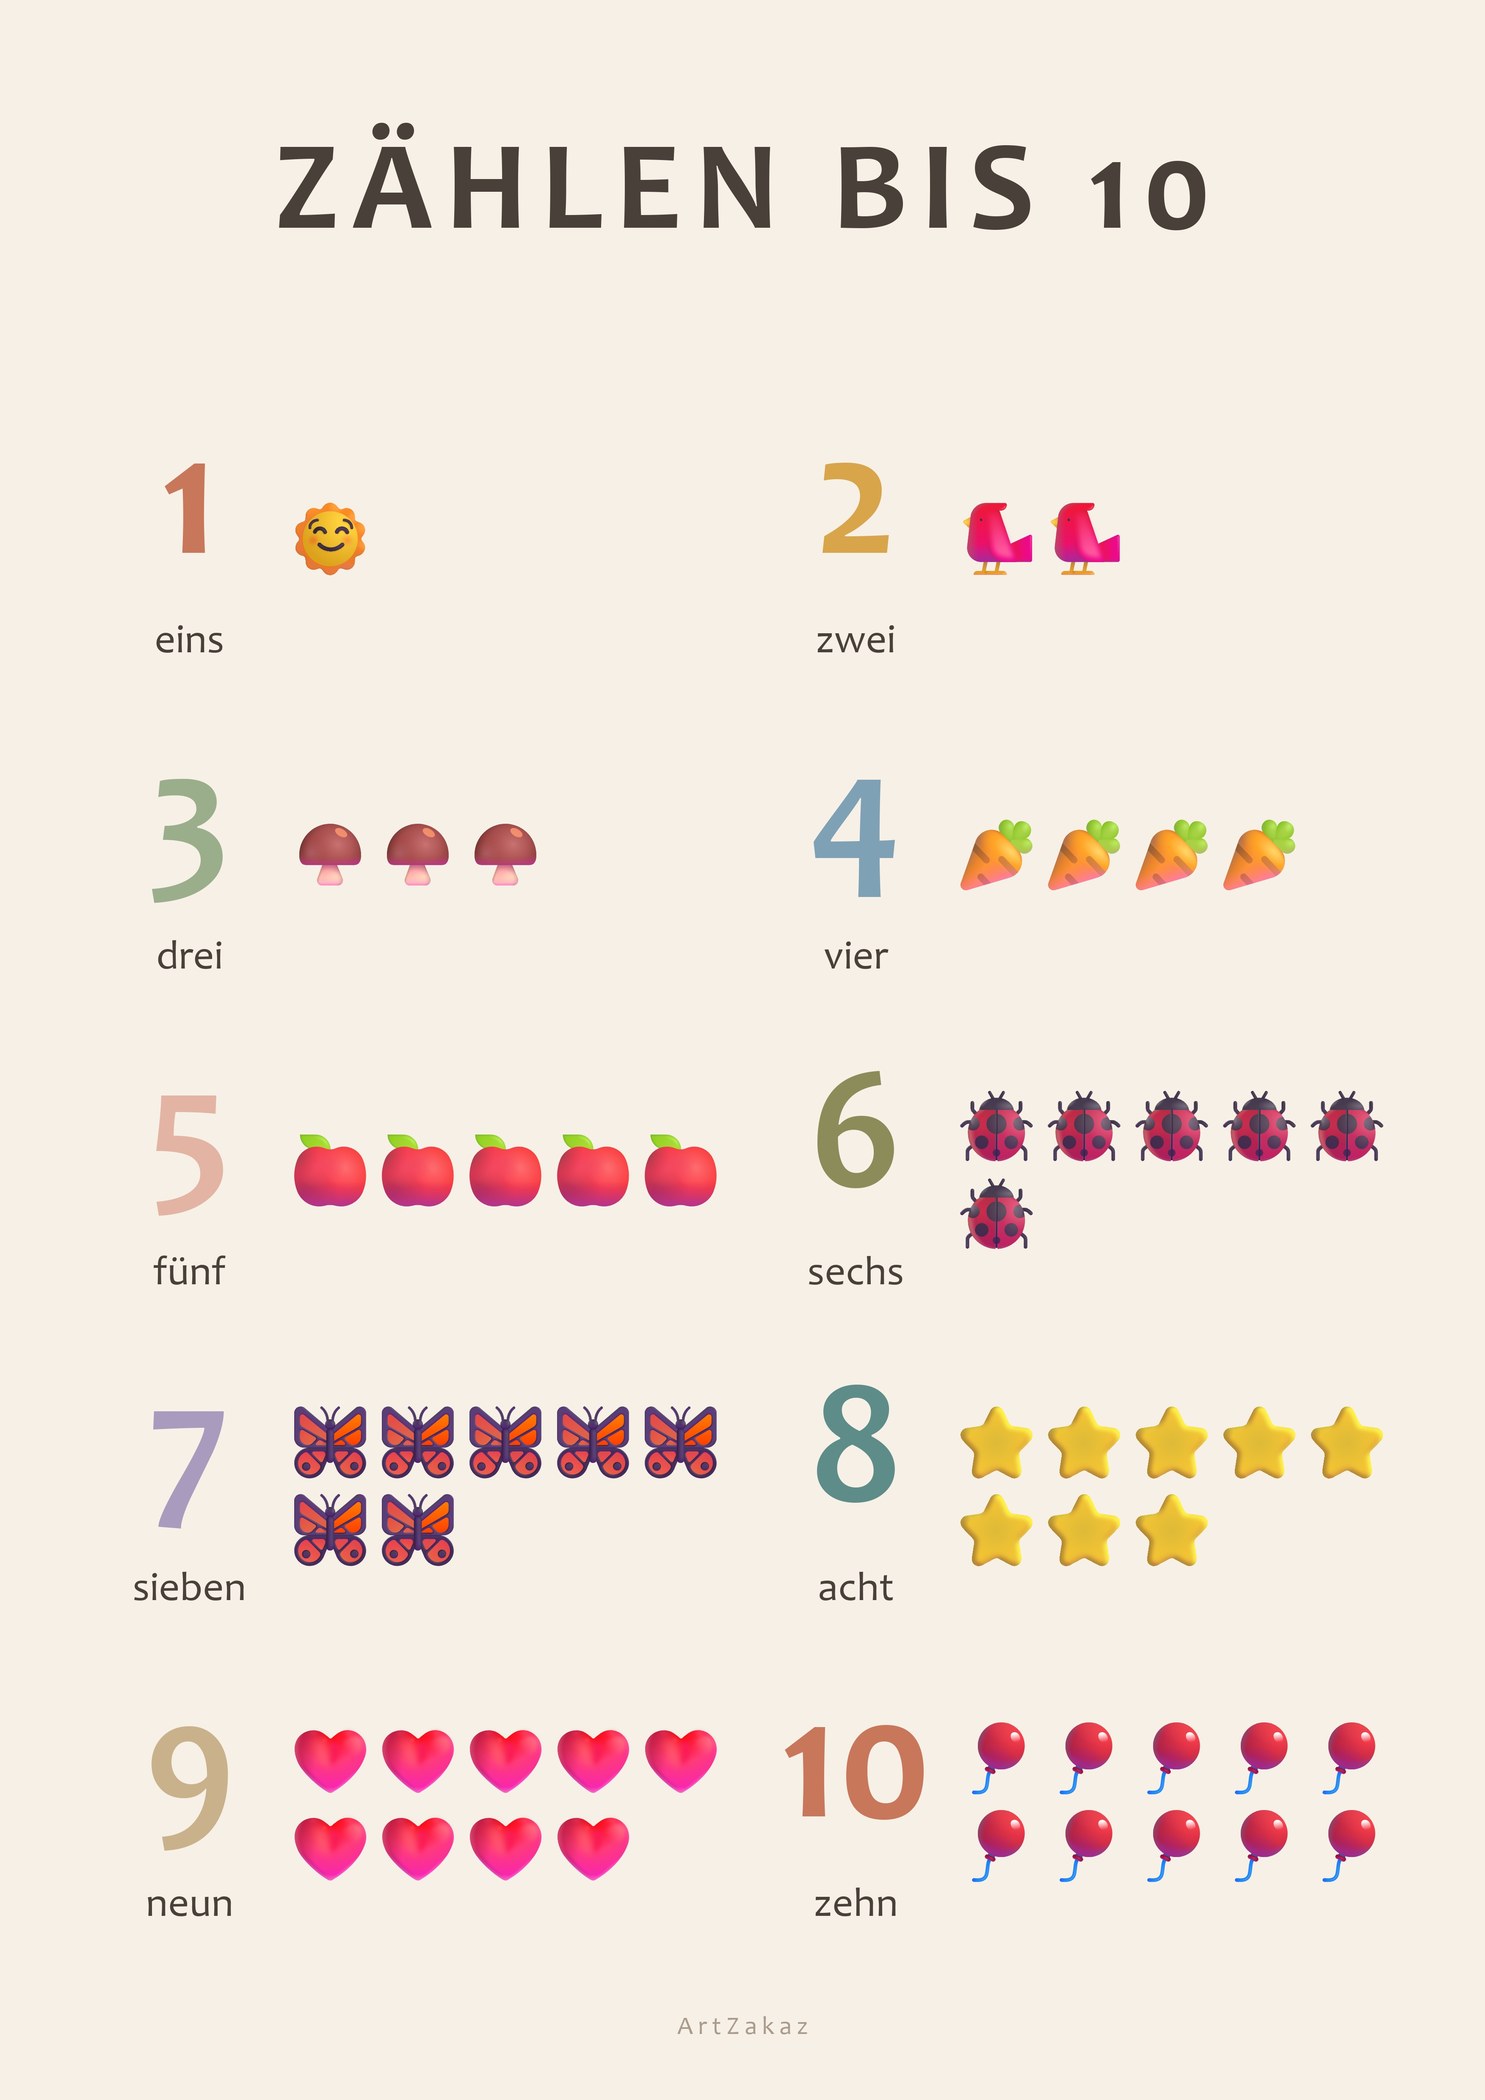 ZÄHLEN BIS 10
1
eins
2
zwei
3
drei
4
vier
5
fünf
6
sechs
7
sieben
8
acht
9
neun
10
zehn
ArtZakaz